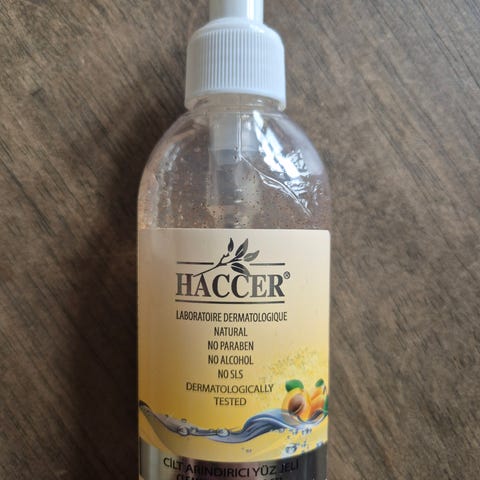 HACCER®
LABORATOIRE DERMATOLOGIQUE
NATURAL
NO PARABEN
NO ALCOHOL
NO SLS
DERMATOLOGICALLY
TESTED
CİLT ARINDIRICI YÜZ JELİ